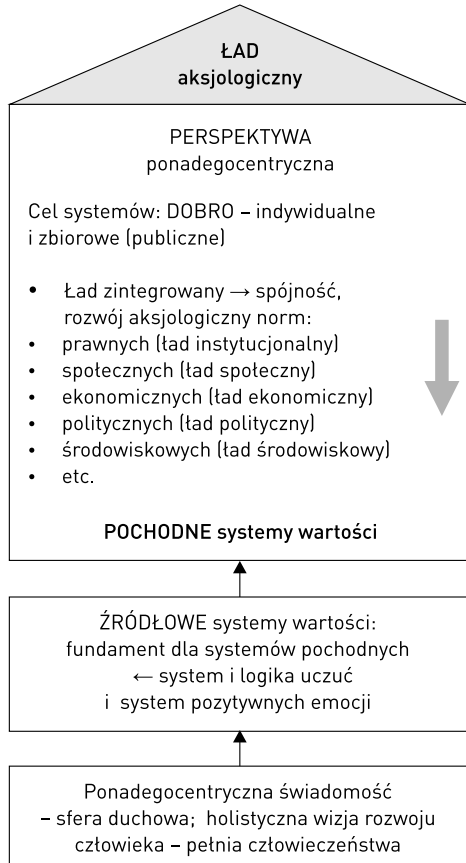 ŁAD
aksjologiczny
PERSPEKTYWA
ponadegocentryczna
Cel systemów: DOBRO – indywidualne
i zbiorowe (publiczne)
• Ład zintegrowany → spójność,
rozwój aksjologiczny norm:
• prawnych (ład instytucjonalny)
• społecznych (ład społeczny)
• ekonomicznych (ład ekonomiczny)
• politycznych (ład polityczny)
• środowiskowych (ład środowiskowy)
• etc.
POCHODNE systemy wartości
ŹRÓDŁOWE systemy wartości:
fundament dla systemów pochodnych
← system i logika uczuć
i system pozytywnych emocji
Ponadegocentryczna świadomość
– sfera duchowa; holistyczna wizja rozwoju
człowieka – pełnia człowieczeństwa